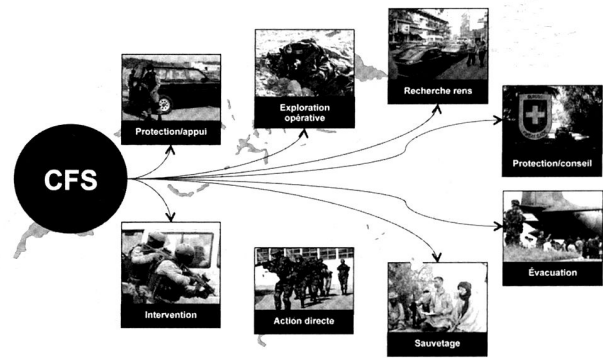 CFS
Protection/appui
Exploration
opérative
Recherche rens
Protection/conseil
Évacuation
Sauvetage
Action directe
Intervention